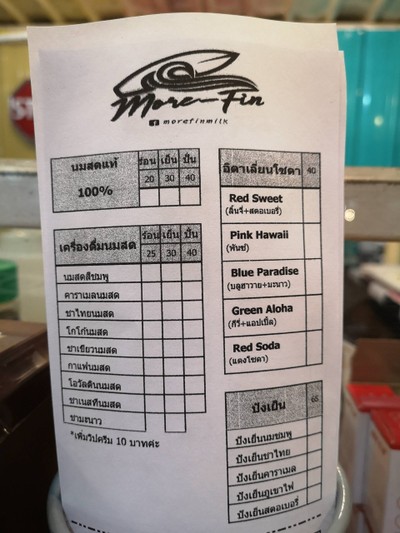 More Fin
morefinmilk
นมสดแท้ 100% ร้อน เย็น ปั่น
20 30 40
เครื่องดื่มนมสด ร้อน เย็น ปั่น
25 30 40
นมสดสีชมพู
คาราเมลนมสด
ชาไทยนมสด
โกโก้นมสด
ชาเขียวนมสด
กาแฟนมสด
โอวัลตินนมสด
ชาเนสทีนมสด
ชามะนาว
*เพิ่มวิปครีม 10 บาทค่ะ
อิตาเลี่ยนโซดา 40
Red Sweet
(ลิ้นจี่+สตอเบอรี่)
Pink Hawaii
(พันช์)
Blue Paradise
(บลูฮาวาย+มะนาว)
Green Aloha
(กีวี่+แอปเปิ้ล)
Red Soda
(แดงโซดา)
ปังเย็น 65
ปังเย็นนมชมพู
ปังเย็นชาไทย
ปังเย็นคาราเมล
ปังเย็นภูเขาไฟ
ปังเย็นสตอเบอรี่